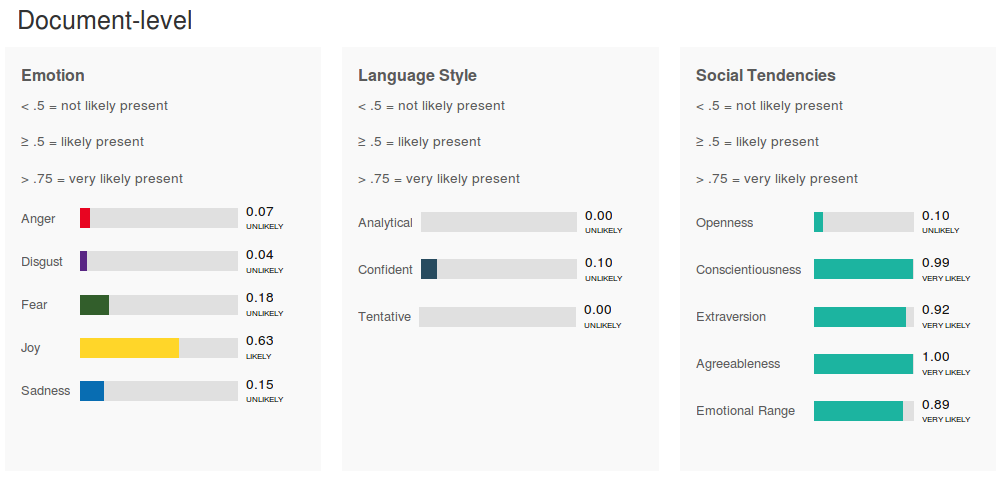 Document-level
Emotion
< .5 = not likely present
≥ .5 = likely present
> .75 = very likely present
Anger 0.07
UNLIKELY
Disgust 0.04
UNLIKELY
Fear 0.18
UNLIKELY
Joy 0.63
LIKELY
Sadness 0.15
UNLIKELY
Language Style
< .5 = not likely present
≥ .5 = likely present
> .75 = very likely present
Analytical 0.00
UNLIKELY
Confident 0.10
UNLIKELY
Tentative 0.00
UNLIKELY
Social Tendencies
< .5 = not likely present
≥ .5 = likely present
> .75 = very likely present
Openness 0.10
UNLIKELY
Conscientiousness 0.99
VERY LIKELY
Extraversion 0.92
VERY LIKELY
Agreeableness 1.00
VERY LIKELY
Emotional Range 0.89
VERY LIKELY